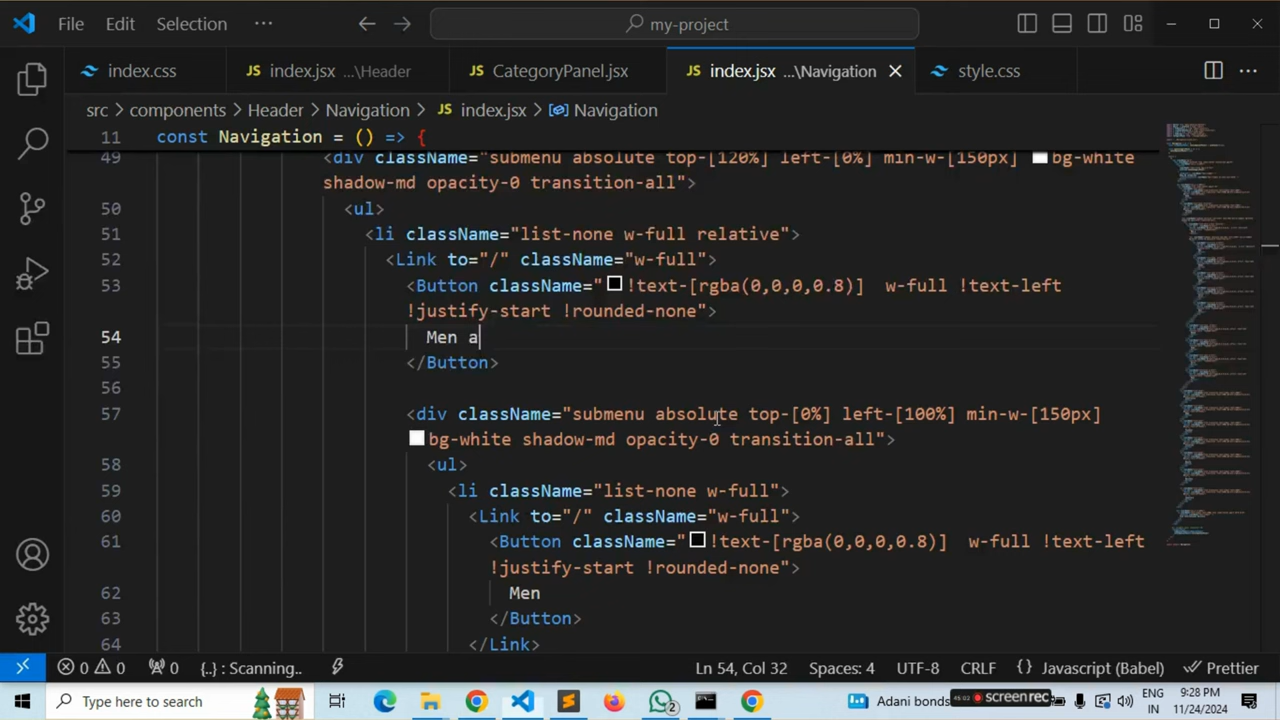 File Edit Selection ··· my-project
index.css index.jsx ...\Header CategoryPanel.jsx index.jsx ...\Navigation style.css
src > components > Header > Navigation > index.jsx > Navigation
11 const Navigation = () => {
49 <div className="submenu absolute top-[120%] left-[0%] min-w-[150px] bg-white
shadow-md opacity-0 transition-all">
50 <ul>
51 <li className="list-none w-full relative">
52 <Link to="/" className="w-full">
53 <Button className="!text-[rgba(0,0,0,0.8)] w-full !text-left
!justify-start !rounded-none">
54 Men a
55 </Button>
56
57 <div className="submenu absolute top-[0%] left-[100%] min-w-[150px]
bg-white shadow-md opacity-0 transition-all">
58 <ul>
59 <li className="list-none w-full">
60 <Link to="/" className="w-full">
61 <Button className="!text-[rgba(0,0,0,0.8)] w-full !text-left
!justify-start !rounded-none">
62 Men
63 </Button>
64 </Link>
0 0 0 {..} : Scanning.. Ln 54, Col 32 Spaces: 4 UTF-8 CRLF {} Javascript (Babel) Prettier
Type here to search 2 Adani bonds 45:02 screen rec ENG 9:28 PM
IN 11/24/2024